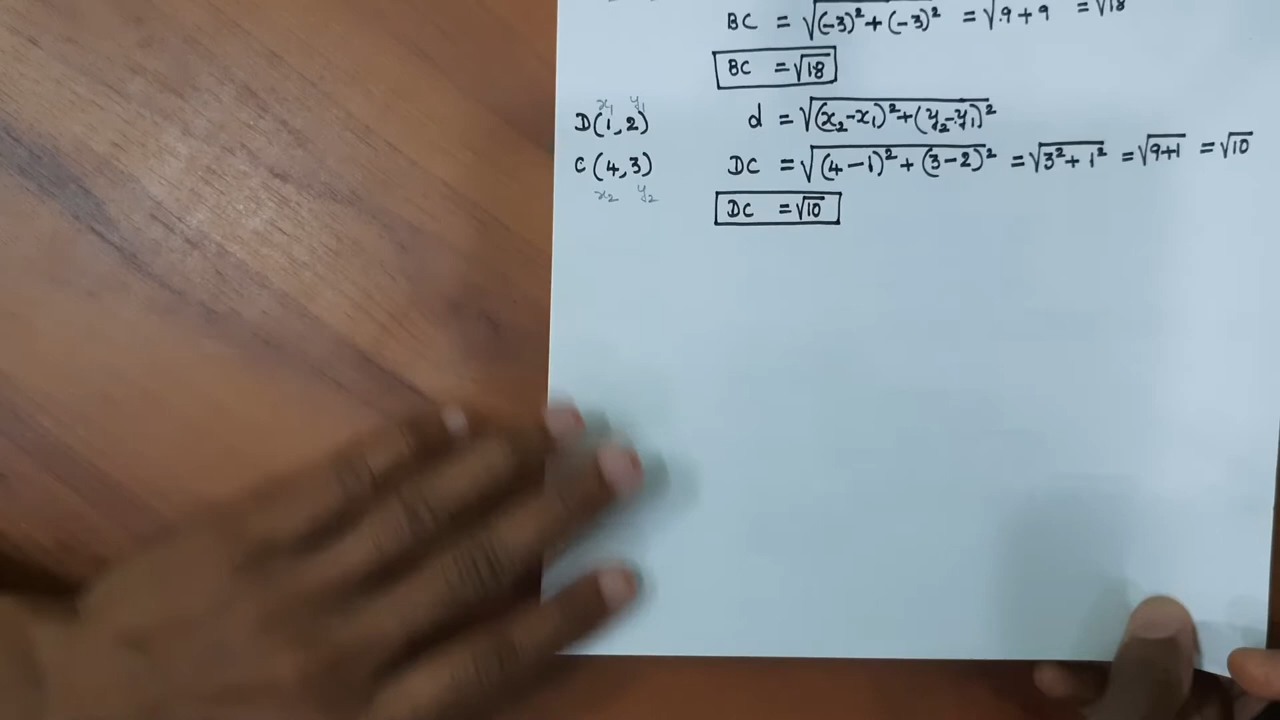 BC = √(-3)²+(-3)² = √9+9 = √18
BC = √18
x₁ y₁
D(1,2) d = √(x₂-x₁)²+(y₂-y₁)²
C(4,3) DC = √(4-1)²+(3-2)² = √3²+1² = √9+1 = √10
x₂ y₂
DC = √10